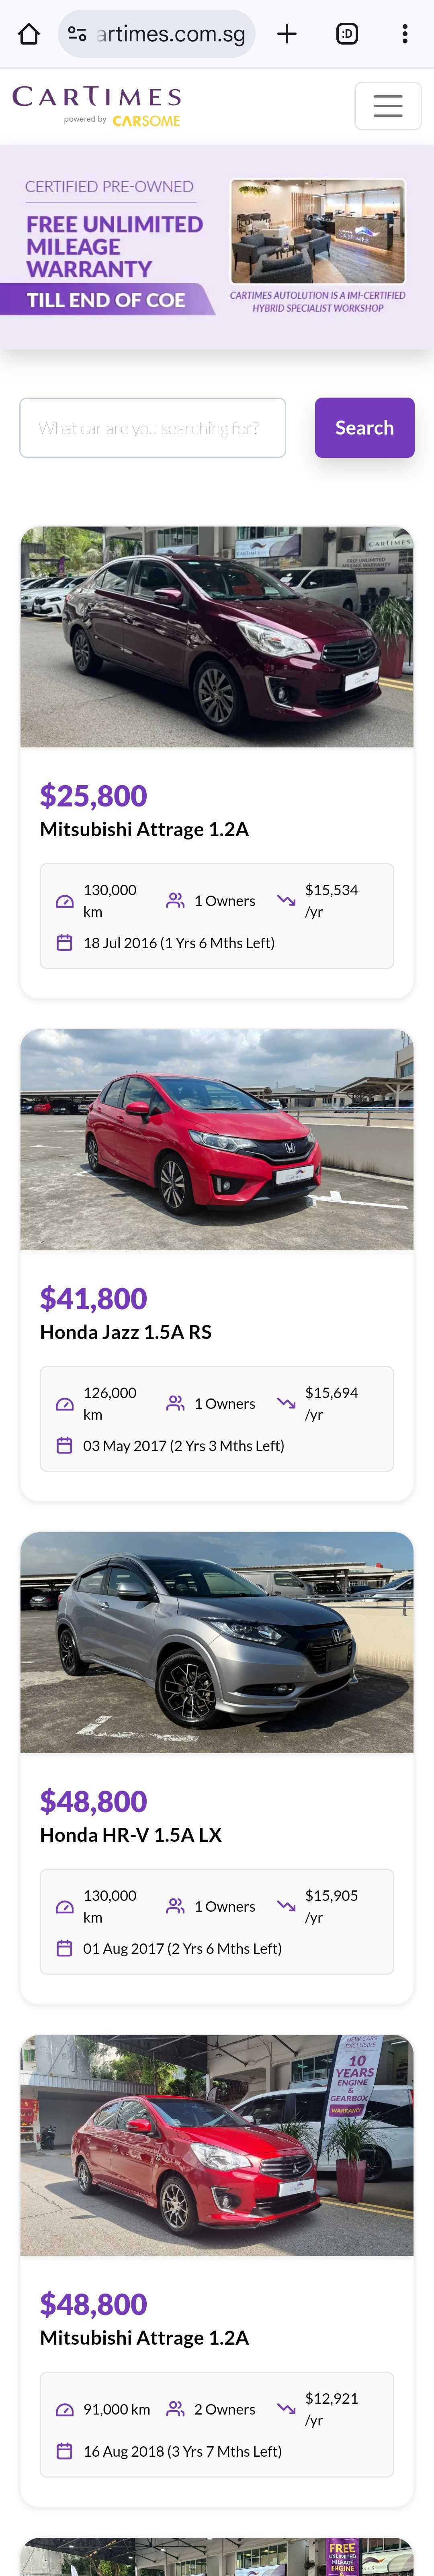 :D
artimes.com.sg
CARTIMES
powered by CARSOME
CERTIFIED PRE-OWNED
FREE UNLIMITED
MILEAGE
WARRANTY
TILL END OF COE
CARTIMES AUTOLUTION IS A IMI-CERTIFIED
HYBRID SPECIALIST WORKSHOP
What car are you searching for?
Search
CARTIMES
$25,800
Mitsubishi Attrage 1.2A
130,000
km
1 Owners
$15,534
/yr
18 Jul 2016 (1 Yrs 6 Mths Left)
$41,800
Honda Jazz 1.5A RS
126,000
km
1 Owners
$15,694
/yr
03 May 2017 (2 Yrs 3 Mths Left)
$48,800
Honda HR-V 1.5A LX
130,000
km
1 Owners
$15,905
/yr
01 Aug 2017 (2 Yrs 6 Mths Left)
NEW CARS
EXCLUSIVE
10
YEARS
ENGINE
&
GEARBOX
WARRANTY
$48,800
Mitsubishi Attrage 1.2A
91,000 km
2 Owners
$12,921
/yr
16 Aug 2018 (3 Yrs 7 Mths Left)
FREE
UNLIMITED
MILEAGE
ENGINE